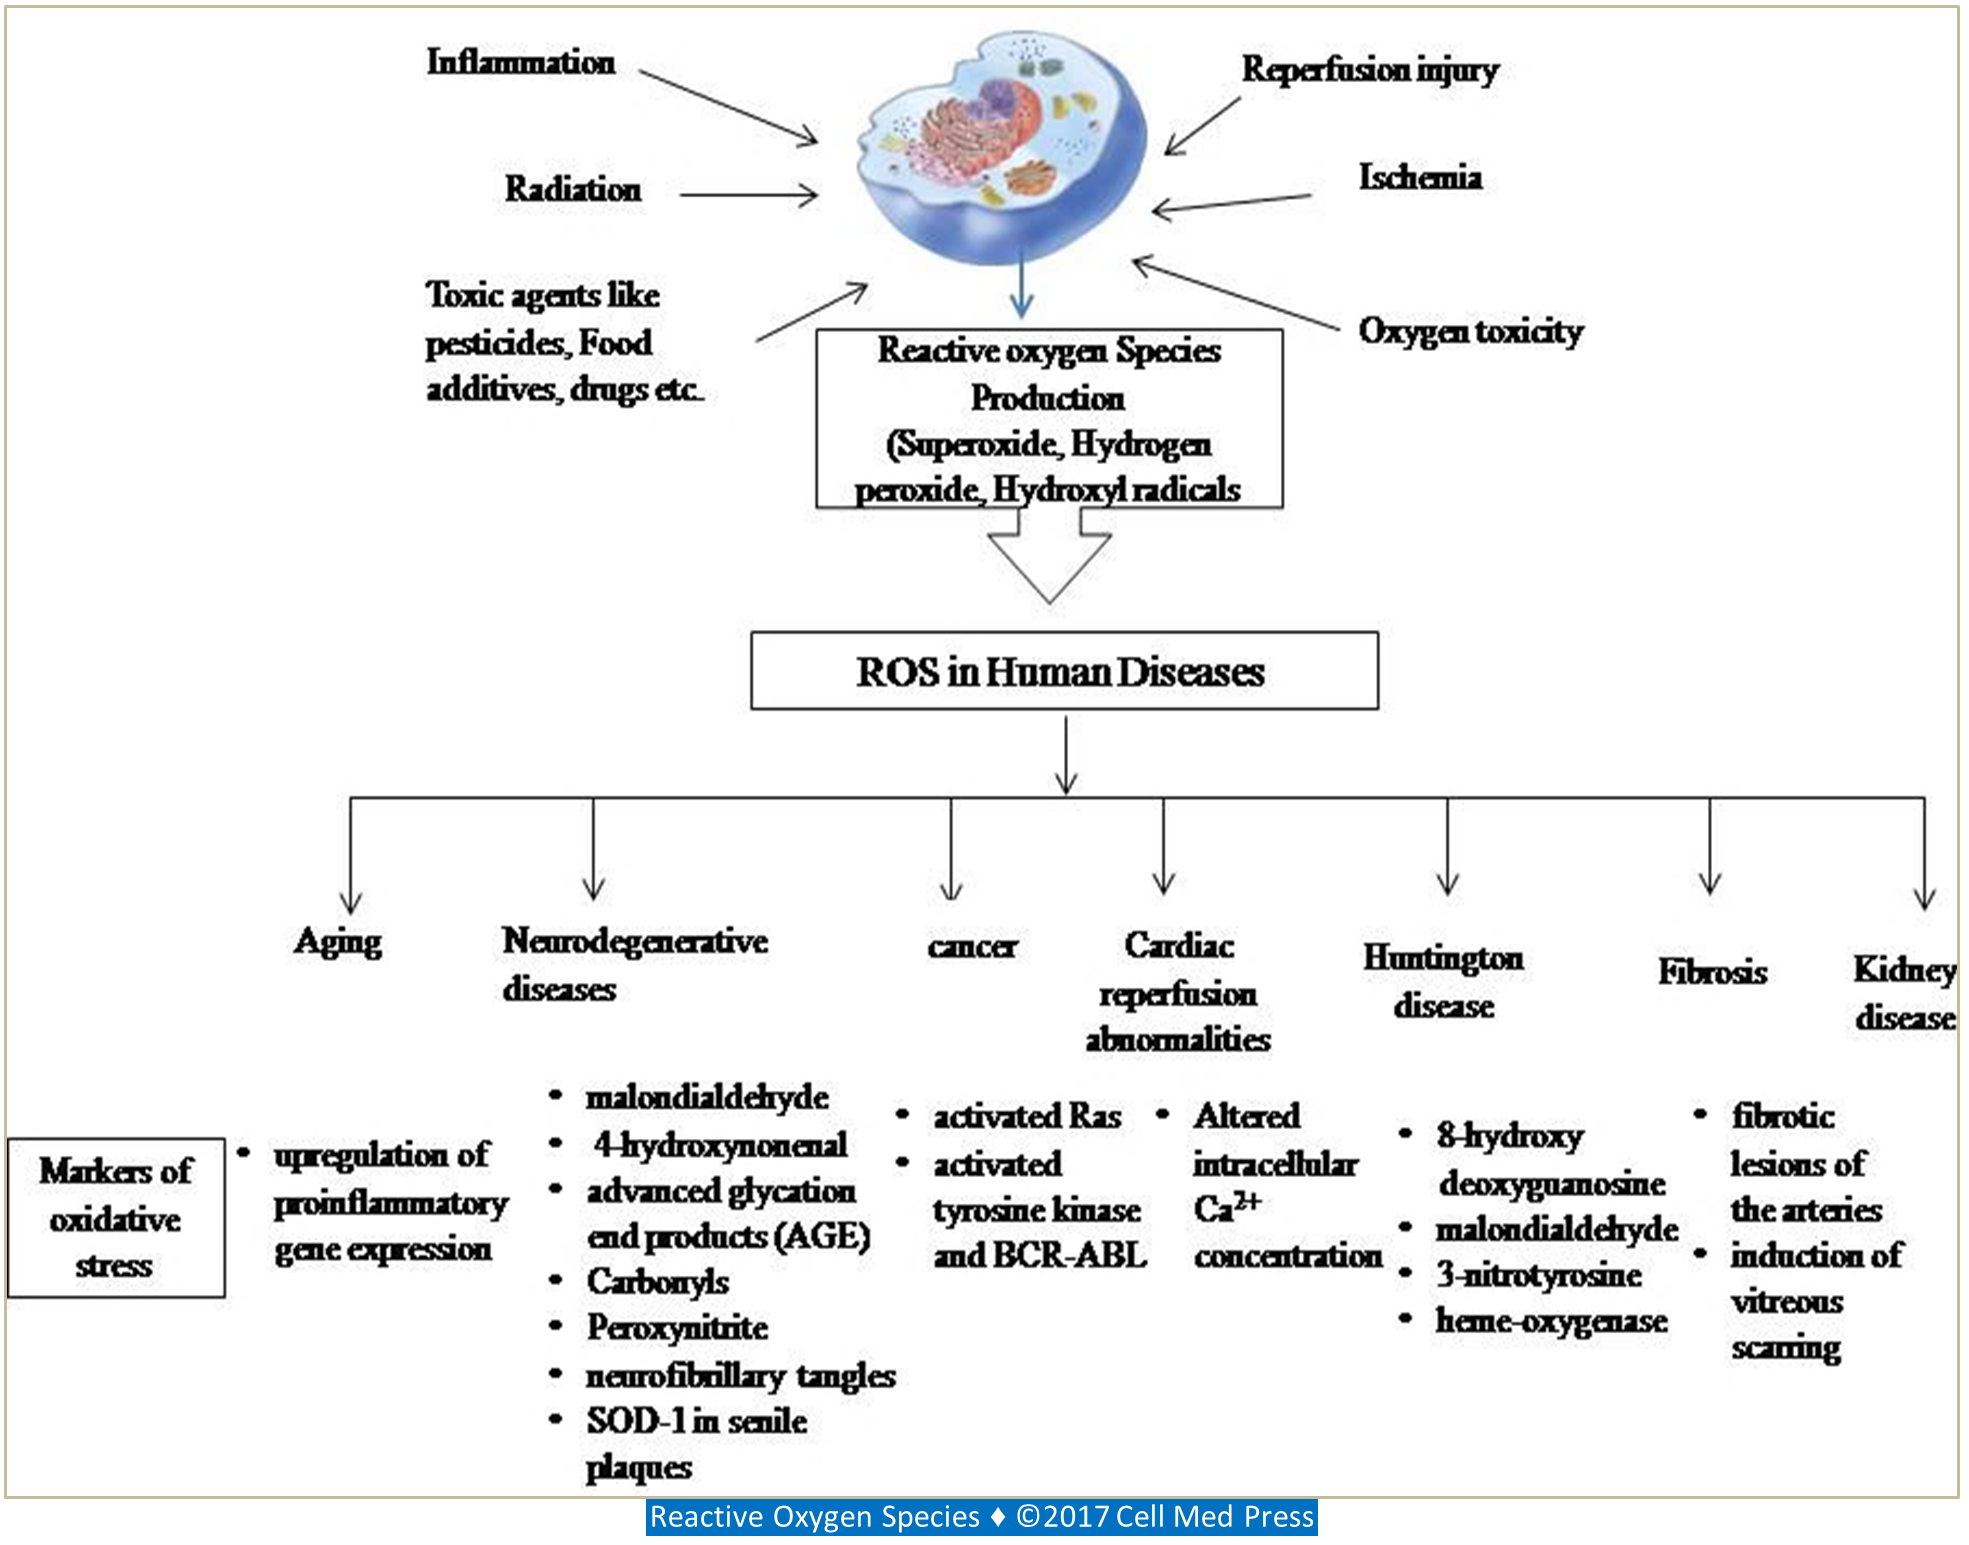 Inflammation
Reperfusion injury
Radiation
Ischemia
Toxic agents like
pesticides, Food
additives, drugs etc..
Oxygen toxicity
Reactive oxygen Species
Production
(Superoxide, Hydrogen
peroxide, Hydroxyl radicals
ROS in Human Diseases
Aging
Neurodegenerative
diseases
cancer
Cardiac
reperfusion
abnormalities
Huntington
disease
Fibrosis
Kidney
disease
Markers of
oxidative
stress
• upregulation of
proinflammatory
gene expression
• malondialdehyde
• 4-hydroxynonenal
• advanced glycation
end products (AGE)
• Carbonyls
• Peroxynitrite
• neurofibrillary tangles
• SOD-1 in senile
plaques
• activated Ras
• activated
tyrosine kinase
and BCR-ABL
• Altered
intracellular
Ca²⁺
concentration
• 8-hydroxy
deoxyguanosine
• malondialdehyde
• 3-nitrotyrosine
• heme-oxygenase
• fibrotic
lesions of
the arteries
• induction of
vitreous
scarring
Reactive Oxygen Species ♦ ©2017 Cell Med Press